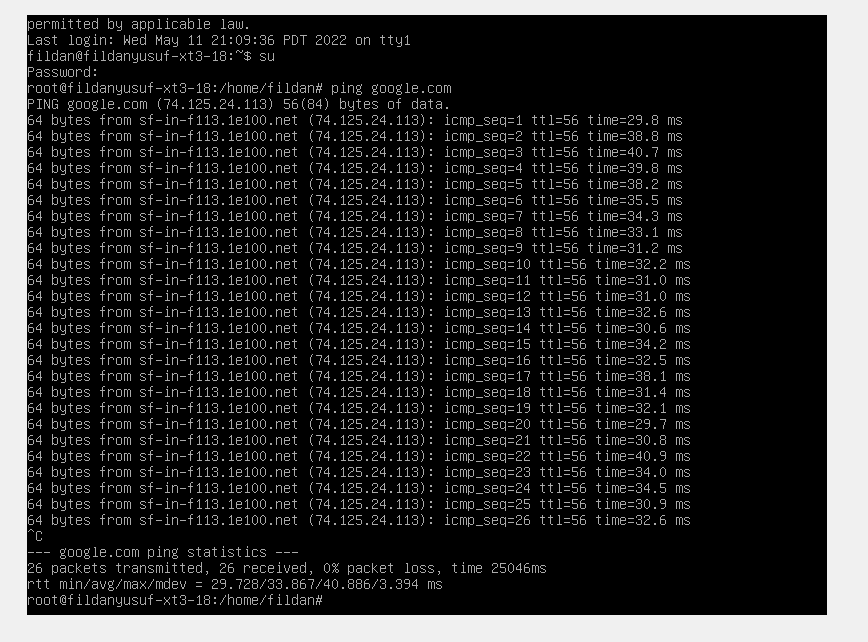 permitted by applicable law.
Last login: Wed May 11 21:09:36 PDT 2022 on tty1
fildan@fildanyusuf-xt3-18:~$ su
Password:
root@fildanyusuf-xt3-18:/home/fildan# ping google.com
PING google.com (74.125.24.113) 56(84) bytes of data.
64 bytes from sf-in-f113.1e100.net (74.125.24.113): icmp_seq=1 ttl=56 time=29.8 ms
64 bytes from sf-in-f113.1e100.net (74.125.24.113): icmp_seq=2 ttl=56 time=38.8 ms
64 bytes from sf-in-f113.1e100.net (74.125.24.113): icmp_seq=3 ttl=56 time=40.7 ms
64 bytes from sf-in-f113.1e100.net (74.125.24.113): icmp_seq=4 ttl=56 time=39.8 ms
64 bytes from sf-in-f113.1e100.net (74.125.24.113): icmp_seq=5 ttl=56 time=38.2 ms
64 bytes from sf-in-f113.1e100.net (74.125.24.113): icmp_seq=6 ttl=56 time=35.5 ms
64 bytes from sf-in-f113.1e100.net (74.125.24.113): icmp_seq=7 ttl=56 time=34.3 ms
64 bytes from sf-in-f113.1e100.net (74.125.24.113): icmp_seq=8 ttl=56 time=33.1 ms
64 bytes from sf-in-f113.1e100.net (74.125.24.113): icmp_seq=9 ttl=56 time=31.2 ms
64 bytes from sf-in-f113.1e100.net (74.125.24.113): icmp_seq=10 ttl=56 time=32.2 ms
64 bytes from sf-in-f113.1e100.net (74.125.24.113): icmp_seq=11 ttl=56 time=31.0 ms
64 bytes from sf-in-f113.1e100.net (74.125.24.113): icmp_seq=12 ttl=56 time=31.0 ms
64 bytes from sf-in-f113.1e100.net (74.125.24.113): icmp_seq=13 ttl=56 time=32.6 ms
64 bytes from sf-in-f113.1e100.net (74.125.24.113): icmp_seq=14 ttl=56 time=30.6 ms
64 bytes from sf-in-f113.1e100.net (74.125.24.113): icmp_seq=15 ttl=56 time=34.2 ms
64 bytes from sf-in-f113.1e100.net (74.125.24.113): icmp_seq=16 ttl=56 time=32.5 ms
64 bytes from sf-in-f113.1e100.net (74.125.24.113): icmp_seq=17 ttl=56 time=38.1 ms
64 bytes from sf-in-f113.1e100.net (74.125.24.113): icmp_seq=18 ttl=56 time=31.4 ms
64 bytes from sf-in-f113.1e100.net (74.125.24.113): icmp_seq=19 ttl=56 time=32.1 ms
64 bytes from sf-in-f113.1e100.net (74.125.24.113): icmp_seq=20 ttl=56 time=29.7 ms
64 bytes from sf-in-f113.1e100.net (74.125.24.113): icmp_seq=21 ttl=56 time=30.8 ms
64 bytes from sf-in-f113.1e100.net (74.125.24.113): icmp_seq=22 ttl=56 time=40.9 ms
64 bytes from sf-in-f113.1e100.net (74.125.24.113): icmp_seq=23 ttl=56 time=34.0 ms
64 bytes from sf-in-f113.1e100.net (74.125.24.113): icmp_seq=24 ttl=56 time=34.5 ms
64 bytes from sf-in-f113.1e100.net (74.125.24.113): icmp_seq=25 ttl=56 time=30.9 ms
64 bytes from sf-in-f113.1e100.net (74.125.24.113): icmp_seq=26 ttl=56 time=32.6 ms
^C
--- google.com ping statistics ---
26 packets transmitted, 26 received, 0% packet loss, time 25046ms
rtt min/avg/max/mdev = 29.728/33.867/40.886/3.394 ms
root@fildanyusuf-xt3-18:/home/fildan#